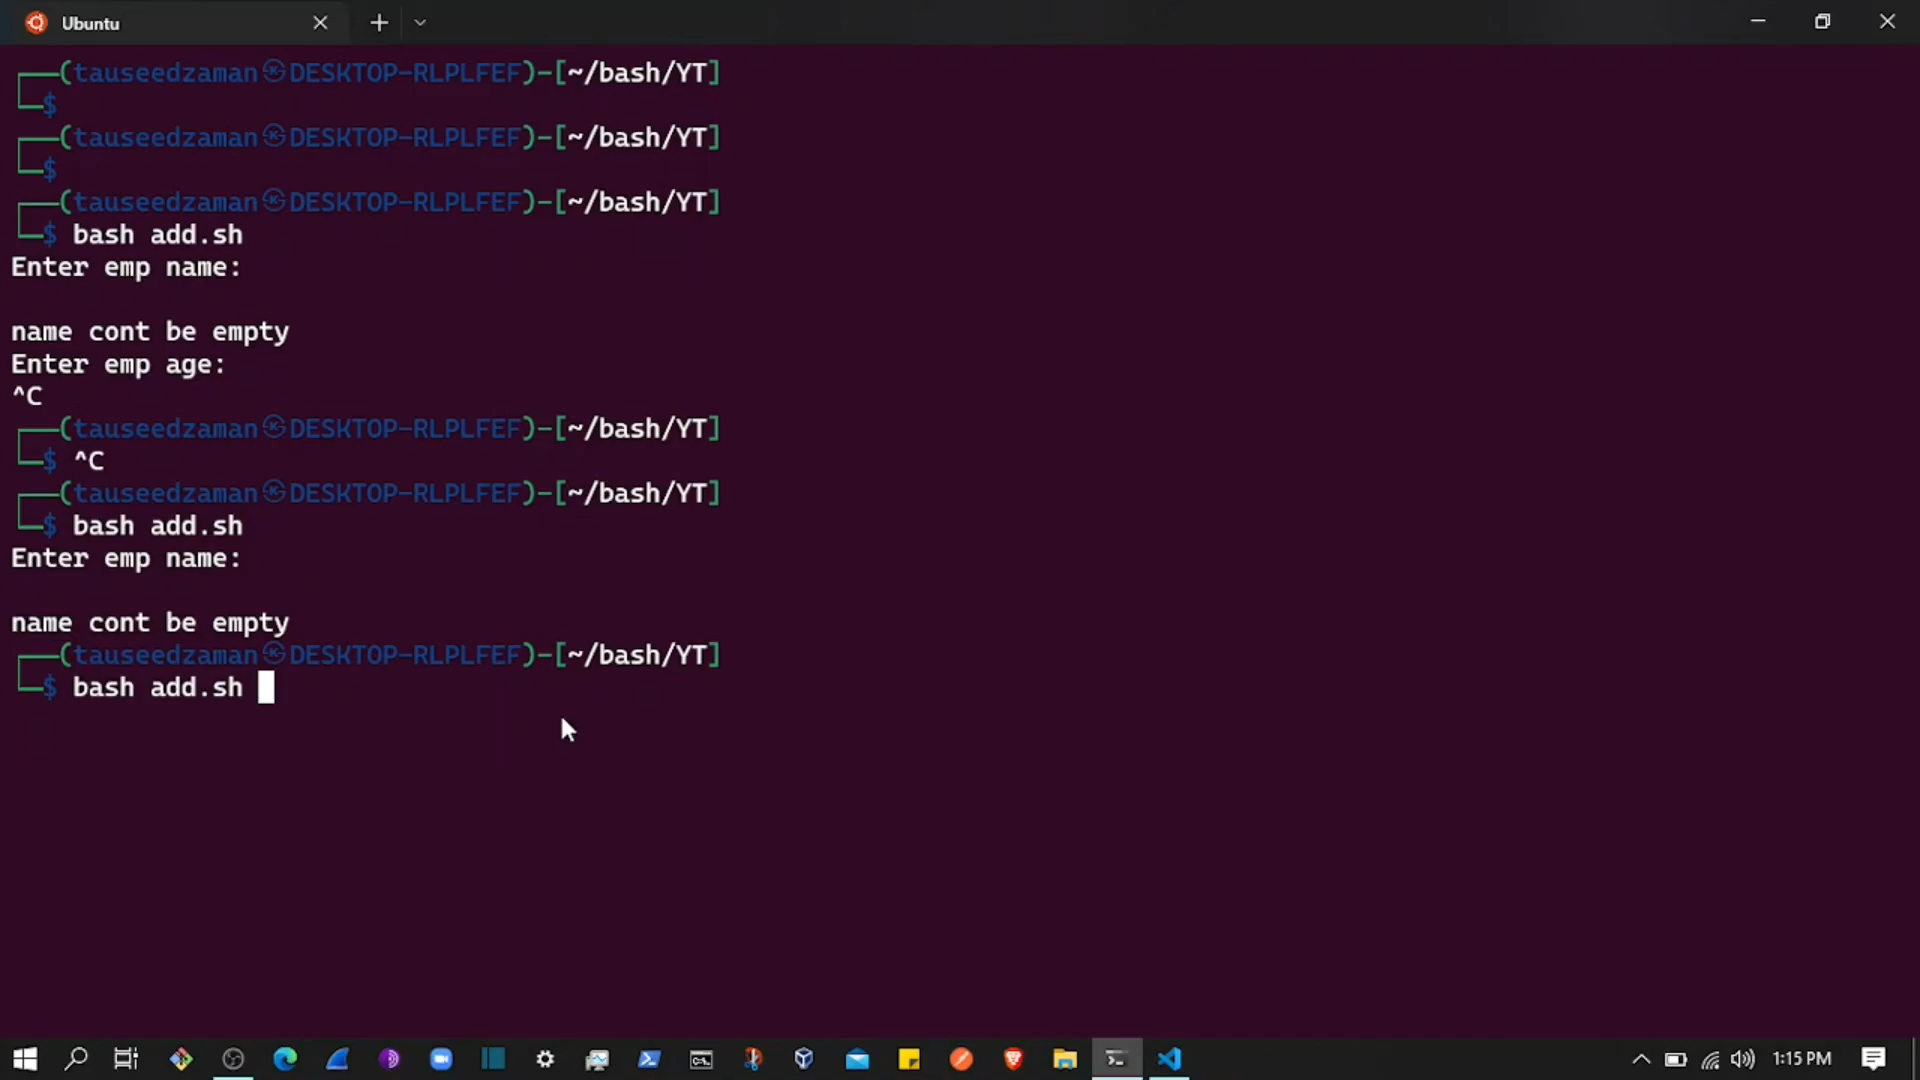 Ubuntu
┌──(tauseedzaman㉿DESKTOP-RLPLFEF)-[~/bash/YT]
└─$
┌──(tauseedzaman㉿DESKTOP-RLPLFEF)-[~/bash/YT]
└─$
┌──(tauseedzaman㉿DESKTOP-RLPLFEF)-[~/bash/YT]
└─$ bash add.sh
Enter emp name:
name cont be empty
Enter emp age:
^C
┌──(tauseedzaman㉿DESKTOP-RLPLFEF)-[~/bash/YT]
└─$ ^C
┌──(tauseedzaman㉿DESKTOP-RLPLFEF)-[~/bash/YT]
└─$ bash add.sh
Enter emp name:
name cont be empty
┌──(tauseedzaman㉿DESKTOP-RLPLFEF)-[~/bash/YT]
└─$ bash add.sh
1:15 PM